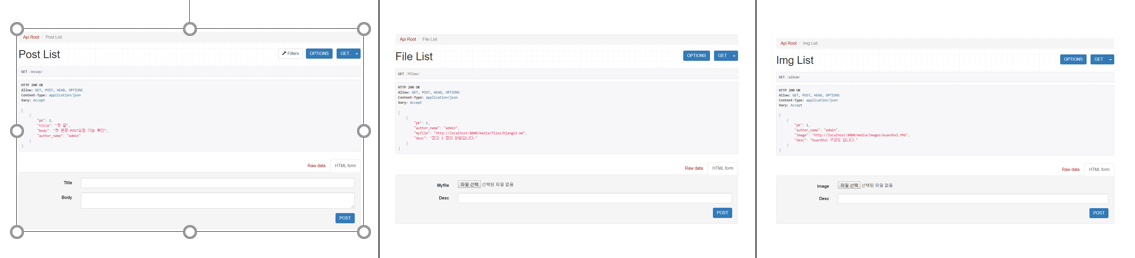 Api Root / Post List
Post List
Filters
OPTIONS
GET
GET /essay/
HTTP 200 OK
Allow: GET, POST, HEAD, OPTIONS
Content-Type: application/json
Vary: Accept
[
{
"pk": 1,
"title": "첫 글",
"body": "첫 본문 POST요청 기능 확인",
"author_name": "admin"
}
]
Raw data
HTML form
Title
Body
POST
Api Root / File List
File List
OPTIONS
GET
GET /files/
HTTP 200 OK
Allow: GET, POST, HEAD, OPTIONS
Content-Type: application/json
Vary: Accept
[
{
"pk": 1,
"author_name": "admin",
"myfile": "http://localhost:8000/media/files/
"desc":
}
]
Raw data
HTML form
Myfile
파일 선택 선택된 파일 없음
Desc
POST
Api Root / Img List
Img List
OPTIONS
GET
GET /album/
HTTP 200 OK
Allow: GET, POST, HEAD, OPTIONS
Content-Type: application/json
Vary: Accept
[
{
"pk": 1,
"author_name": "admin",
"image": "http://localhost:8000/media/images/
"desc":
}
]
Raw data
HTML form
Image
파일 선택 선택된 파일 없음
Desc
POST